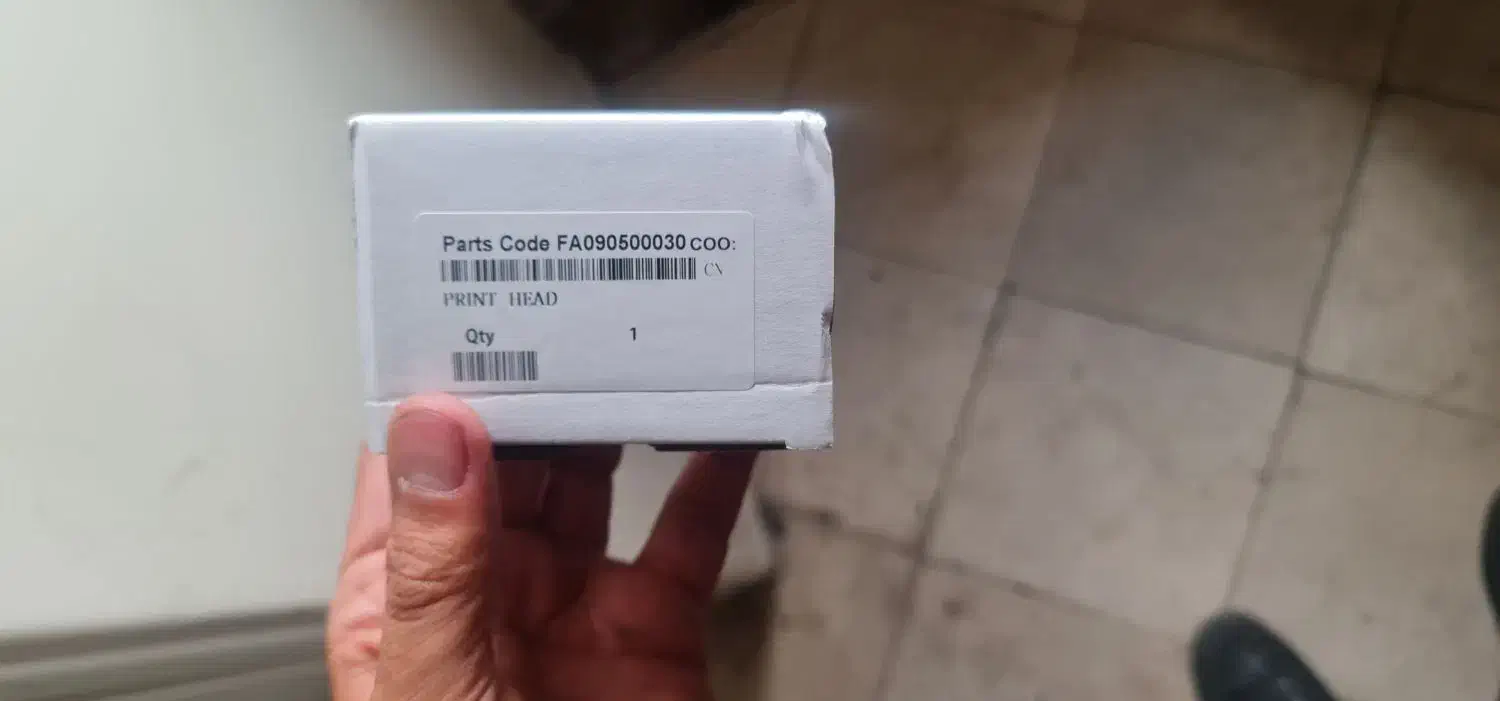 Parts Code FA090500030 COO:
CN
PRINT HEAD
Qty 1